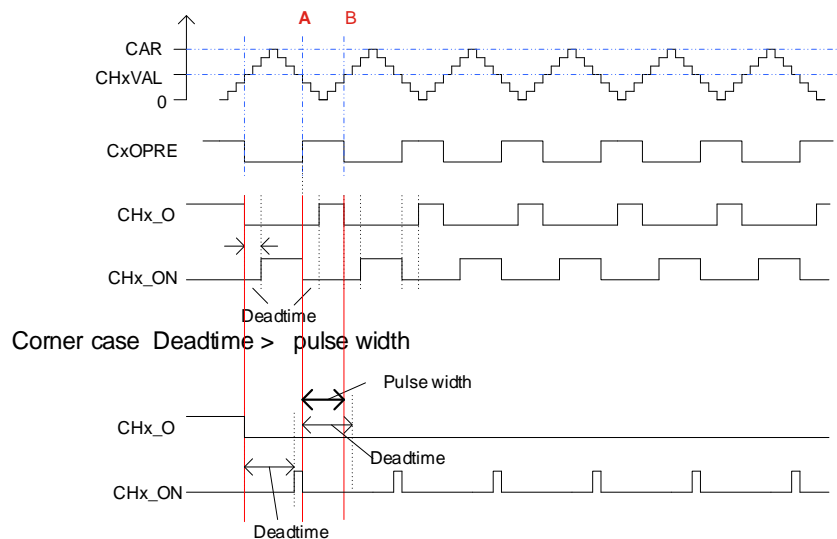 A B
CAR
CHxVAL
0
CxOPRE
CHx_O
CHx_ON
Deadtime
Corner case Deadtime > pulse width
Pulse width
CHx_O
Deadtime
CHx_ON
Deadtime